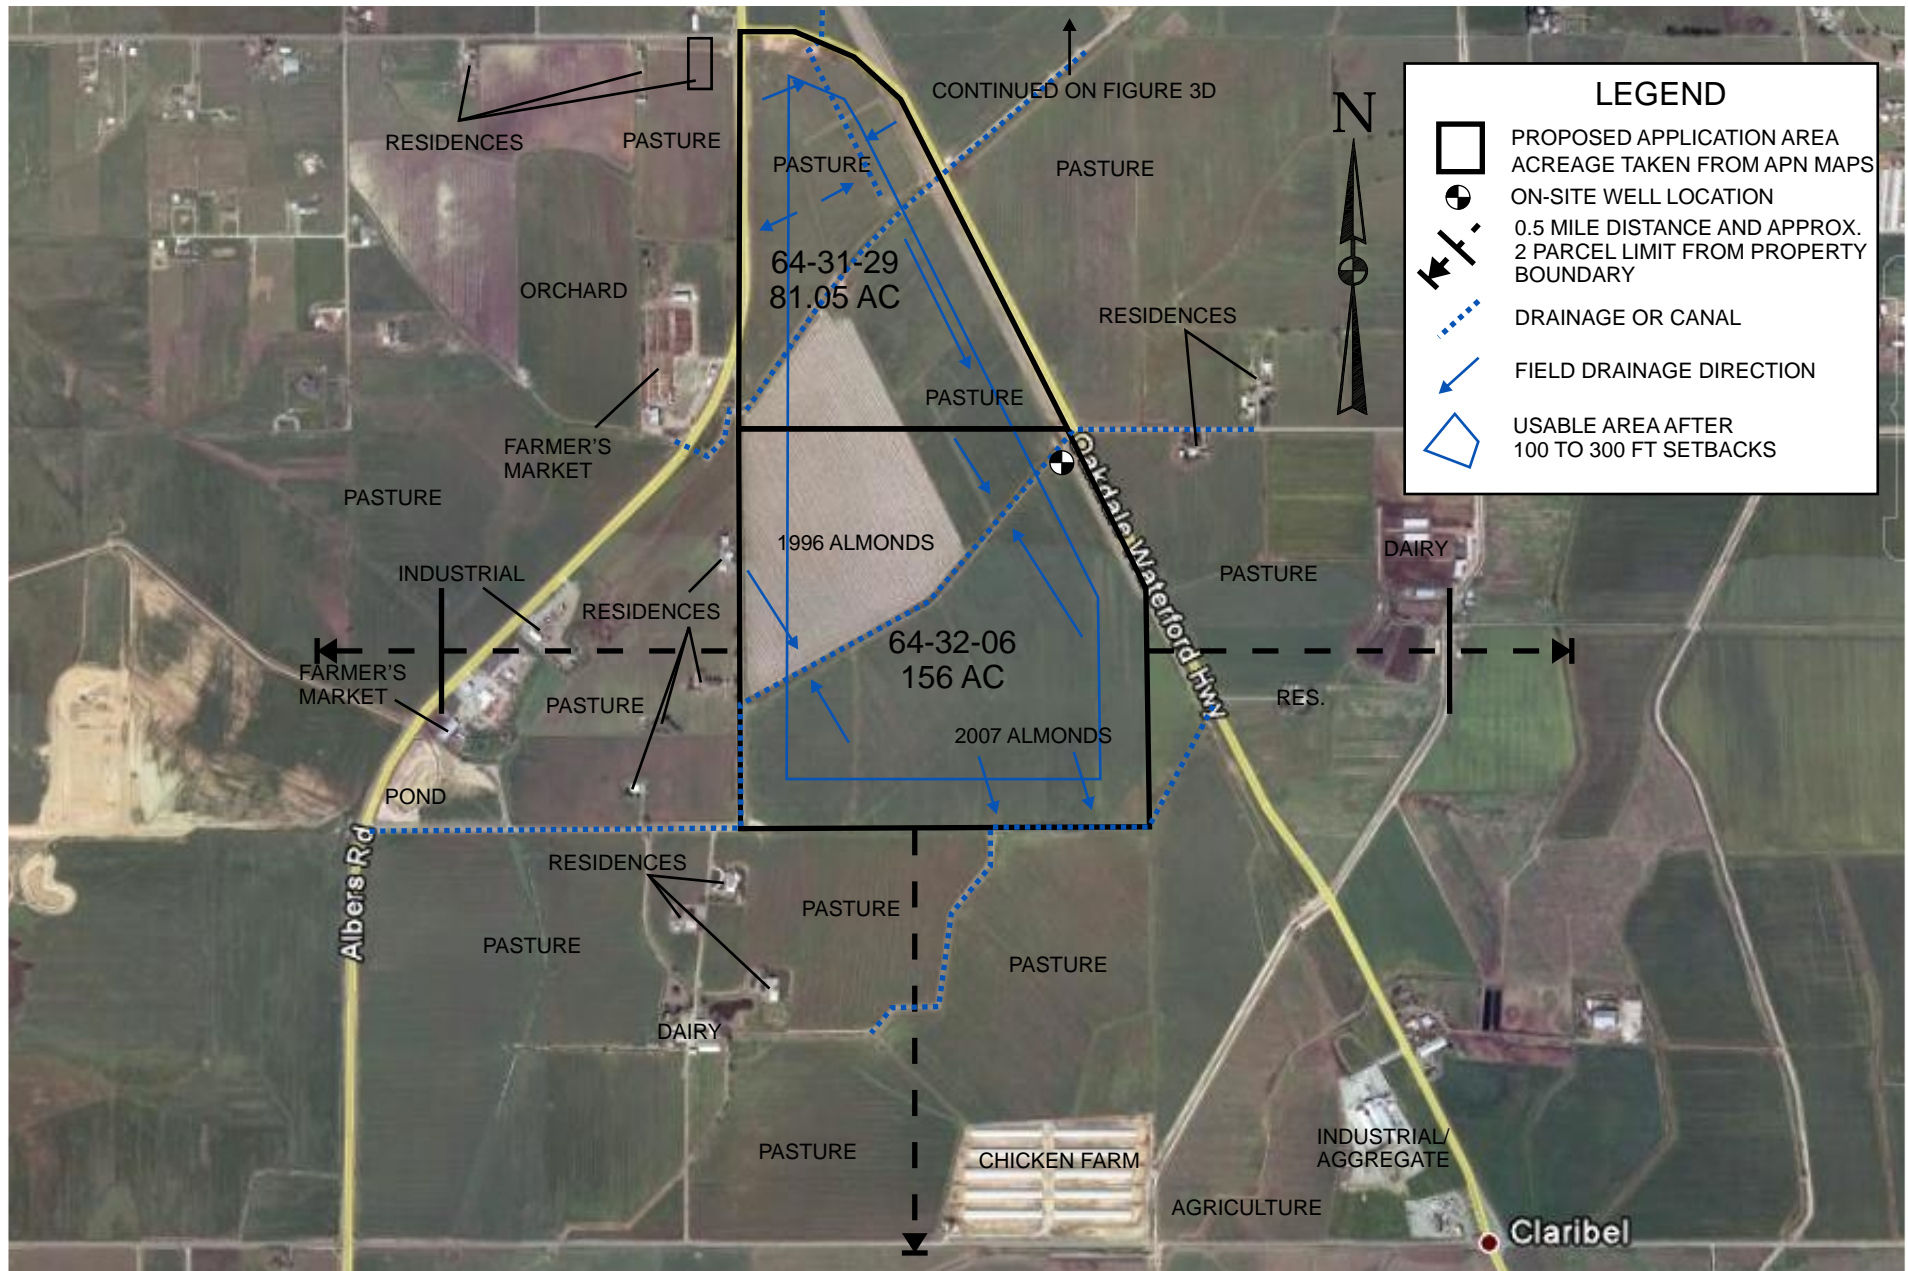 CONTINUED ON FIGURE 3D
N
LEGEND
PROPOSED APPLICATION AREA
ACREAGE TAKEN FROM APN MAPS
ON-SITE WELL LOCATION
0.5 MILE DISTANCE AND APPROX.
2 PARCEL LIMIT FROM PROPERTY
BOUNDARY
DRAINAGE OR CANAL
FIELD DRAINAGE DIRECTION
USABLE AREA AFTER
100 TO 300 FT SETBACKS
RESIDENCES
PASTURE
PASTURE
PASTURE
64-31-29
81.05 AC
ORCHARD
RESIDENCES
PASTURE
FARMER'S
MARKET
PASTURE
Oakdale Waterford Hwy
1996 ALMONDS
DAIRY
INDUSTRIAL
PASTURE
RESIDENCES
64-32-06
156 AC
FARMER'S
MARKET
PASTURE
RES.
2007 ALMONDS
POND
Albers Rd
RESIDENCES
PASTURE
PASTURE
PASTURE
DAIRY
PASTURE
CHICKEN FARM
INDUSTRIAL/
AGGREGATE
AGRICULTURE
Claribel